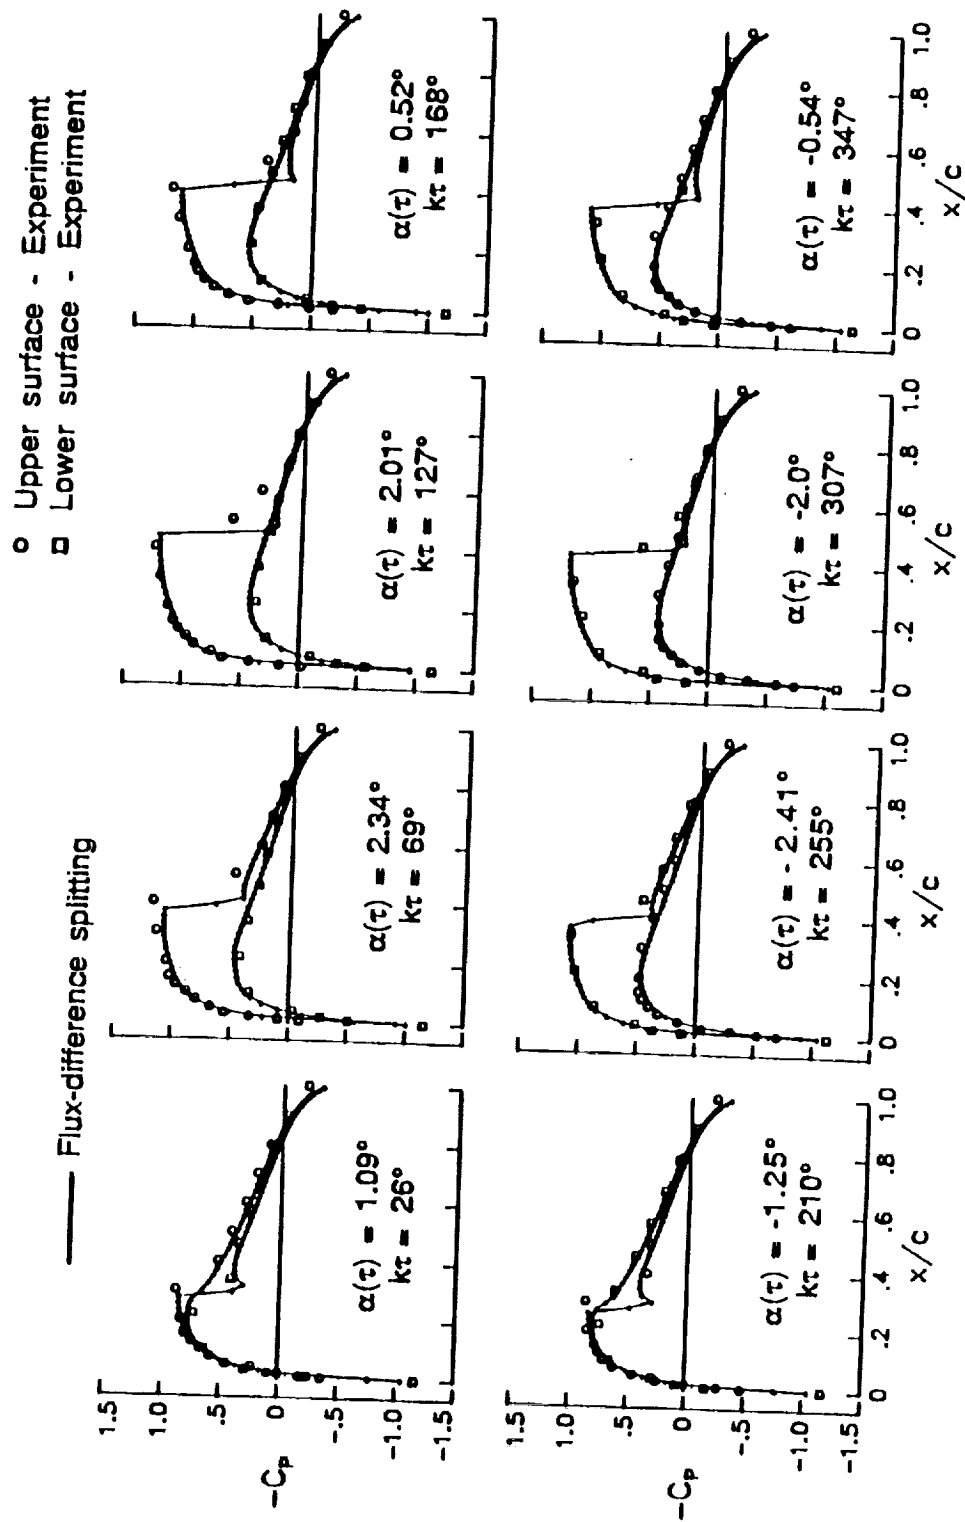 Flux-difference splitting
o Upper surface - Experiment
□ Lower surface - Experiment
1.5
1.0
.5
0
-.5
-1.0
-1.5
-Cp
α(τ) = 1.09°
kτ = 26°
α(τ) = 2.34°
kτ = 69°
α(τ) = 2.01°
kτ = 127°
α(τ) = 0.52°
kτ = 168°
1.5
1.0
.5
0
-.5
-1.0
-1.5
-Cp
α(τ) = -1.25°
kτ = 210°
α(τ) = -2.41°
kτ = 255°
α(τ) = -2.0°
kτ = 307°
α(τ) = -0.54°
kτ = 347°
0 .2 .4 .6 .8 1.0
x/c
0 .2 .4 .6 .8 1.0
x/c
0 .2 .4 .6 .8 1.0
x/c
0 .2 .4 .6 .8 1.0
x/c